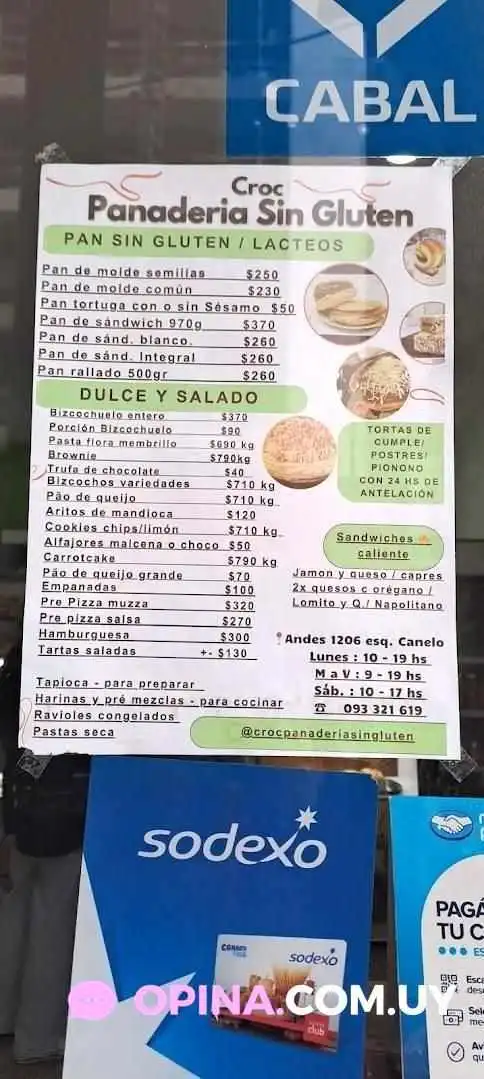 CABAL
Croc
Panaderia Sin Gluten
PAN SIN GLUTEN / LACTEOS
Pan de molde semillas $250
Pan de molde común $230
Pan tortuga con o sin Sésamo $50
Pan de sándwich 970g $370
Pan de sánd. blanco. $260
Pan de sánd. Integral $260
Pan rallado 500gr $260
DULCE Y SALADO
Bizcochuelo entero $370
Porción Bizcochuelo $90
Pasta flora membrillo $690 kg
Brownie $790kg
Trufa de chocolate $40
Bizcochos variedades $710 kg
Pão de queijo $710 kg
Aritos de mandioca $120
Cookies chips/limón $710 kg
Alfajores maicena o choco $50
Carrotcake $790 kg
Pão de queijo grande $70
Empanadas $100
Pre Pizza muzza $320
Pre pizza salsa $270
Hamburguesa $300
Tartas saladas +- $130
Tapioca - para preparar
Harinas y pré mezclas - para cocinar
Ravioles congelados
Pastas seca
TORTAS DE
CUMPLE/
POSTRES/
PIONONO
CON 24 HS DE
ANTELACIÓN
Sandwiches
caliente
Jamon y queso / capres
2x quesos c orégano /
Lomito y Q./ Napolitano
Andes 1206 esq. Canelo
Lunes : 10 - 19 hs
M a V : 9 - 19 hs
Sáb. : 10 - 17 hs
☎ 093 321 619
@crocpanaderiasingluten
sodexo
sodexo
club
PAGÁ
TU C
OPINA.COM.UY